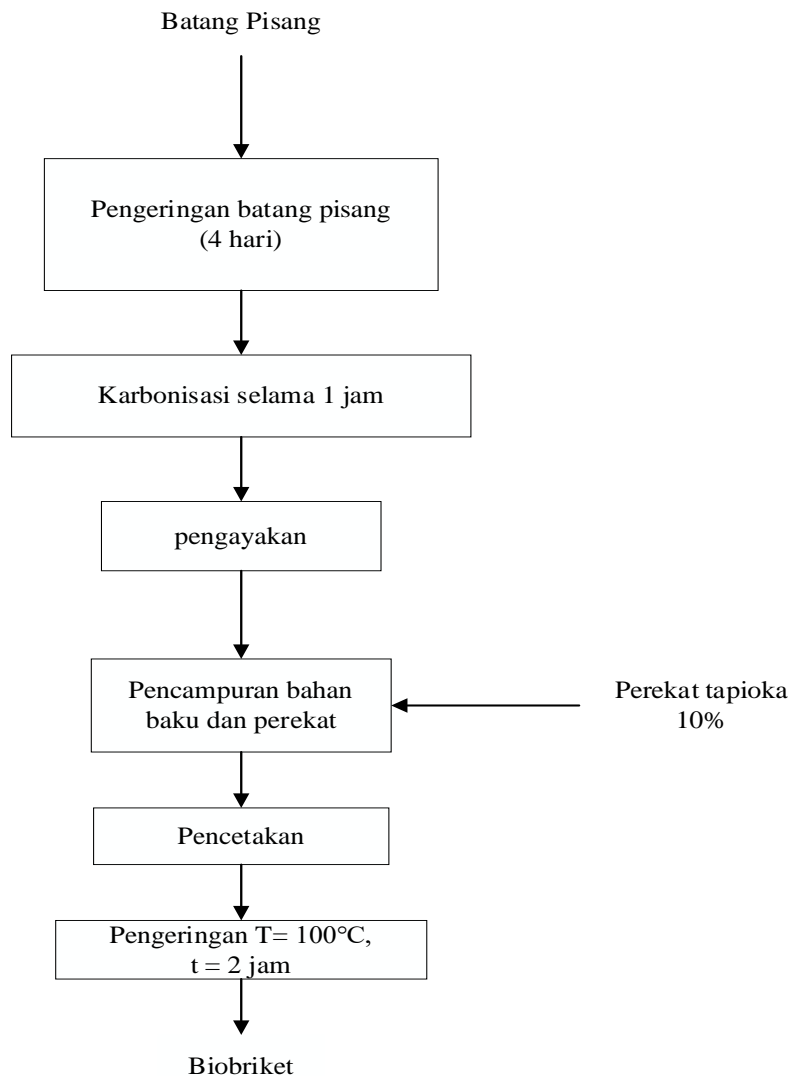 Batang Pisang
Pengeringan batang pisang
(4 hari)
Karbonisasi selama 1 jam
pengayakan
Pencampuran bahan
baku dan perekat
Perekat tapioka
10%
Pencetakan
Pengeringan T= 100°C,
t = 2 jam
Biobriket